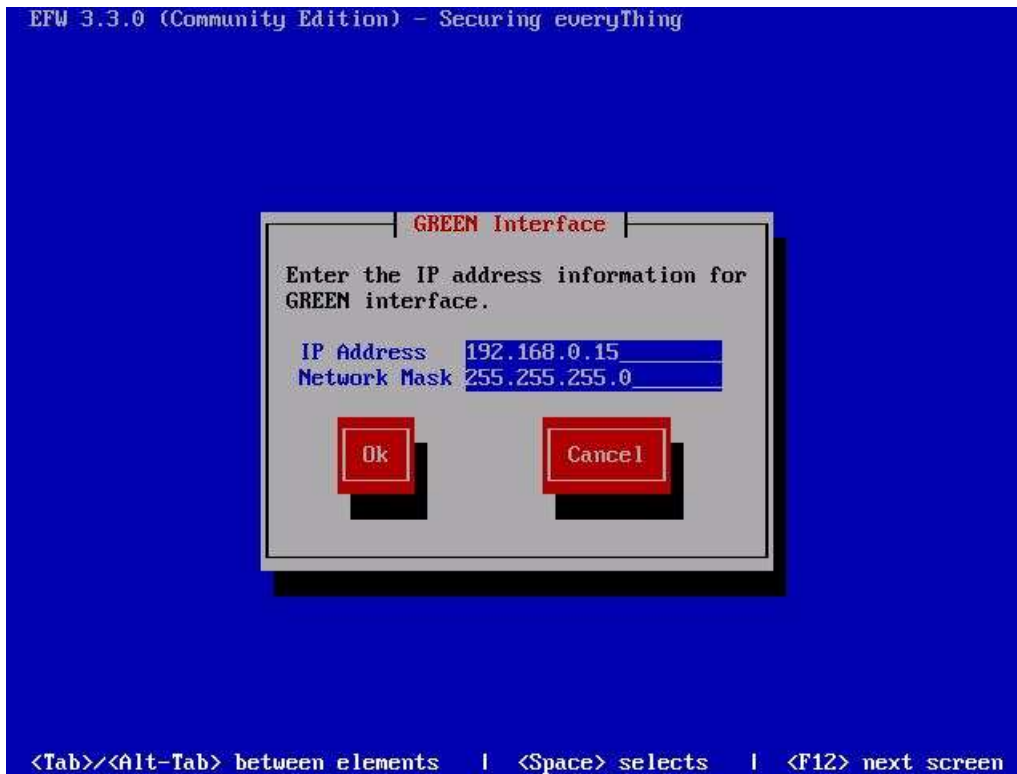 EFW 3.3.0 (Community Edition) - Securing everyThing
GREEN Interface
Enter the IP address information for
GREEN interface.
IP Address 192.168.0.15________
Network Mask 255.255.255.0_______
Ok Cancel
<Tab>/<Alt-Tab> between elements | <Space> selects | <F12> next screen